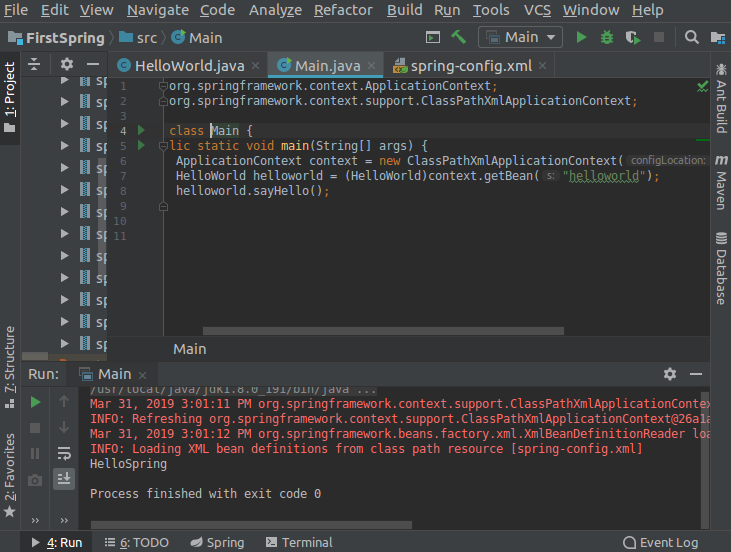 File Edit View Navigate Code Analyze Refactor Build Run Tools VCS Window Help
FirstSpring src Main Main
1: Project
HelloWorld.java Main.java spring-config.xml
1 org.springframework.context.ApplicationContext;
2 org.springframework.context.support.ClassPathXmlApplicationContext;
3
4 class Main {
5 lic static void main(String[] args) {
6 ApplicationContext context = new ClassPathXmlApplicationContext( configLocation:
7 HelloWorld helloworld = (HelloWorld)context.getBean( s: "helloworld");
8 helloworld.sayHello();
9
10
11
sp
sp
sp
sp
sp
sp
sp
sp
sp
sp
sp
sp
sp
Main
Ant Build
Maven
Database
7: Structure
2: Favorites
Run: Main
/usr/local/java/jdk1.8.0_191/bin/java ...
Mar 31, 2019 3:01:11 PM org.springframework.context.support.ClassPathXmlApplicationConte
INFO: Refreshing org.springframework.context.support.ClassPathXmlApplicationContext@26a1a
Mar 31, 2019 3:01:12 PM org.springframework.beans.factory.xml.XmlBeanDefinitionReader loa
INFO: Loading XML bean definitions from class path resource [spring-config.xml]
HelloSpring
Process finished with exit code 0
4: Run 6: TODO Spring Terminal Event Log